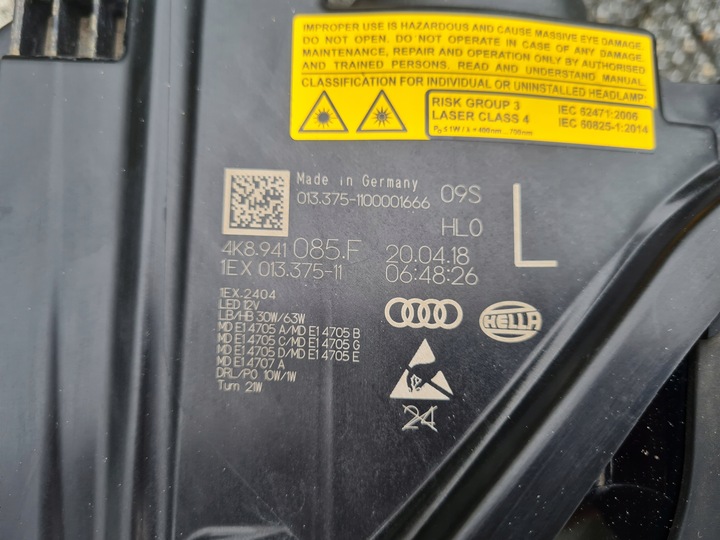 IMPROPER USE IS HAZARDOUS AND CAUSE MASSIVE EYE DAMAGE.
DO NOT OPEN. DO NOT OPERATE IN CASE OF ANY DAMAGE.
MAINTENANCE, REPAIR AND OPERATION ONLY BY AUTHORISED
AND TRAINED PERSONS. READ AND UNDERSTAND MANUAL.
CLASSIFICATION FOR INDIVIDUAL OR UNINSTALLED HEADLAMP:
RISK GROUP 3 IEC 62471:2006
LASER CLASS 4 IEC 60825-1:2014
P₀ ≤ 1W / λ = 400nm... 700nm
Made in Germany
013.375-1100001666
09S
HL0
L
4K8.941 085.F
1EX 013.375-11
20.04.18
06:48:26
1EX.2404
LED 12V
LB/HB 30W/63W
MD E1 4705 A/MD E1 4705 B
MD E1 4705 C/MD E1 4705 G
MD E1 4705 D/MD E1 4705 E
MD E1 4707 A
DRL/PO 10W/1W
Turn 21W
HELLA
24